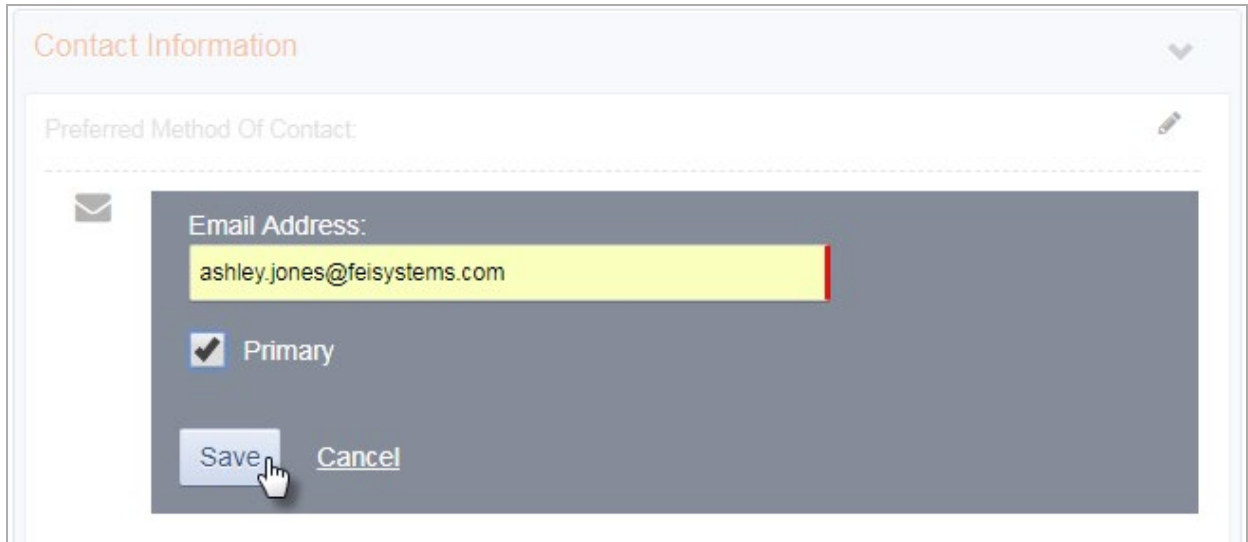 Contact Information
Preferred Method Of Contact:
Email Address:
ashley.jones@feisystems.com
Primary
Save Cancel